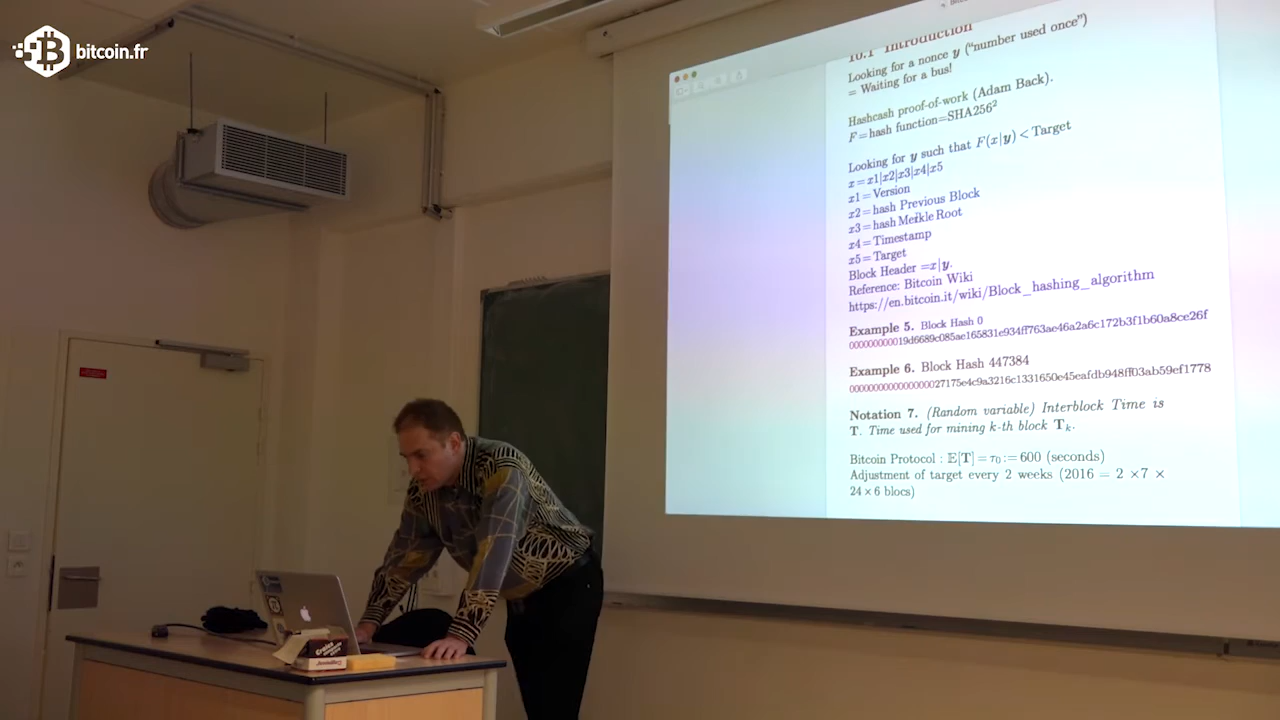 bitcoin.fr
10.1 Introduction
Looking for a nonce y (“number used once”)
= Waiting for a bus!
Hashcash proof-of-work (Adam Back).
F = hash function=SHA256²
Looking for y such that F(x|y) < Target
x = x1|x2|x3|x4|x5
x1 = Version
x2 = hash Previous Block
x3 = hash Merkle Root
x4 = Timestamp
x5 = Target
Block Header =x|y.
Reference: Bitcoin Wiki
https://en.bitcoin.it/wiki/Block_hashing_algorithm
Example 5. Block Hash 0
000000000019d6689c085ae165831e934ff763ae46a2a6c172b3f1b60a8ce26f
Example 6. Block Hash 447384
Notation 7. (Random variable) Interblock Time is
T. Time used for mining k-th block Tₖ.
Bitcoin Protocol : 𝔼[T] = τ₀ := 600 (seconds)
Adjustment of target every 2 weeks (2016 = 2 ×7 ×
24 × 6 blocs)